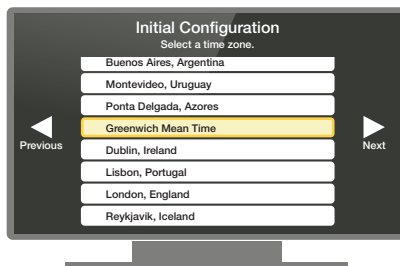 Initial Configuration
Select a time zone.
Buenos Aires, Argentina
Montevideo, Uruguay
Ponta Delgada, Azores
Greenwich Mean Time
Dublin, Ireland
Lisbon, Portugal
London, England
Reykjavik, Iceland
Previous
Next